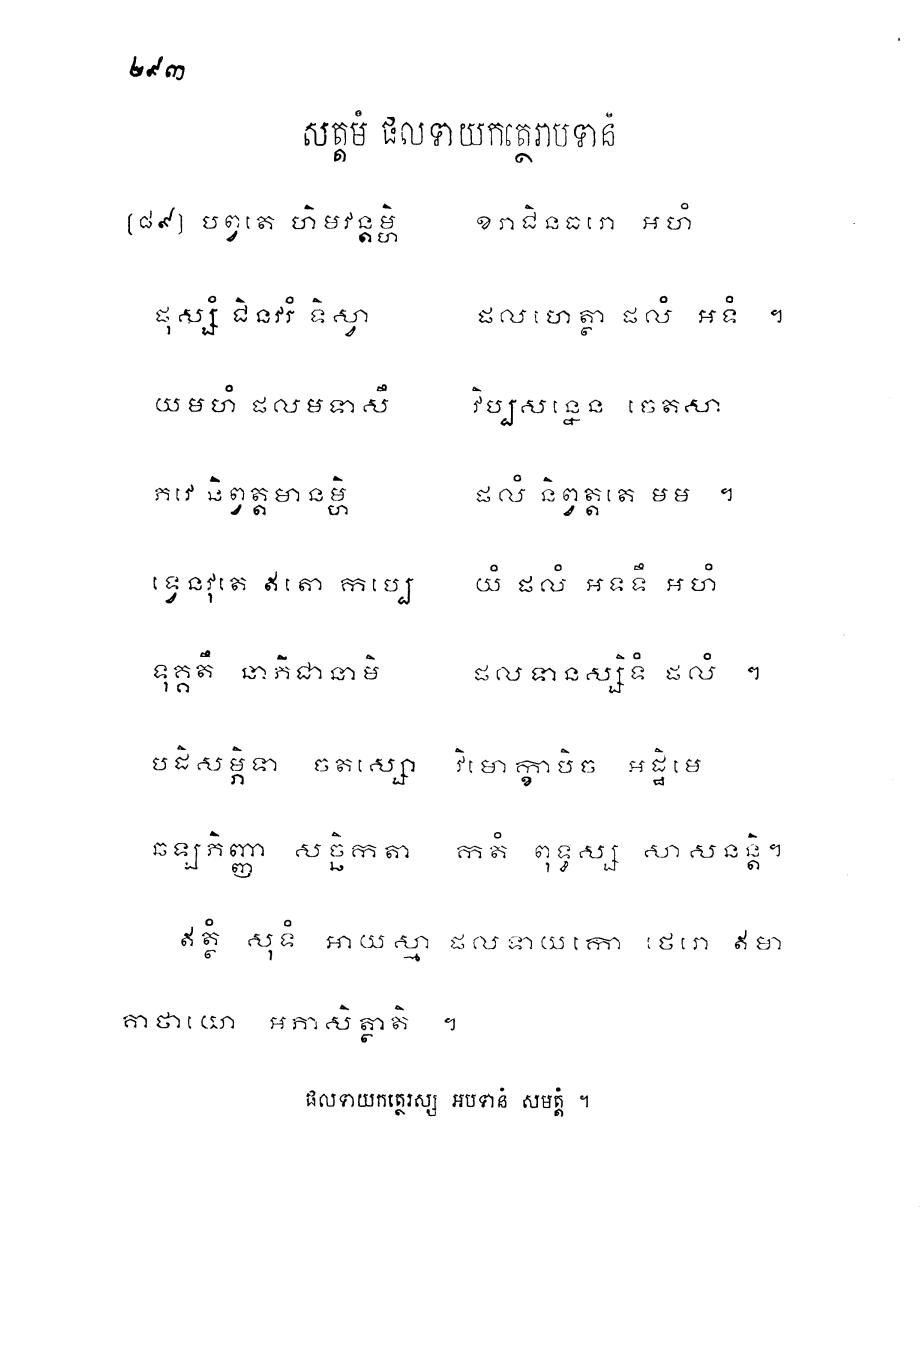 ២៩៣
សត្តមំ ផលទាយកត្ថេរាបទានំ
(៨៩) បព្វតេ ហិមវន្តម្ហិ ខរាជិនធរោ អហំ
ផុស្សំ ជិនវរំ ទិស្វា ផលហត្ថោ ផលំ អទំ ។
យមហំ ផលមទាសឹ វិប្បសន្នេន ចេតសា
ភវេ និព្វត្តមានម្ហិ ផលំ និព្វត្តតេ មម ។
ទ្វេនវុតេ ឥតោ កប្បេ យំ ផលំ អទទឹ អហំ
ទុគ្គតឹ នាភិជានាមិ ផលទានស្សិទំ ផលំ ។
បដិសម្ភិទា ចតស្សោ វិមោក្ខាបិច អដ្ឋិមេ
ឆឡភិញ្ញា សច្ឆិកតា កតំ ពុទ្ធស្ស សាសនន្តិ។
ឥត្ថំ សុទំ អាយស្មា ផលទាយកោ ថេរោ ឥមា
គាថាយោ អភាសិត្ថាតិ ។
ផលទាយកត្ថេរស្ស អបទានំ សមត្តំ ។